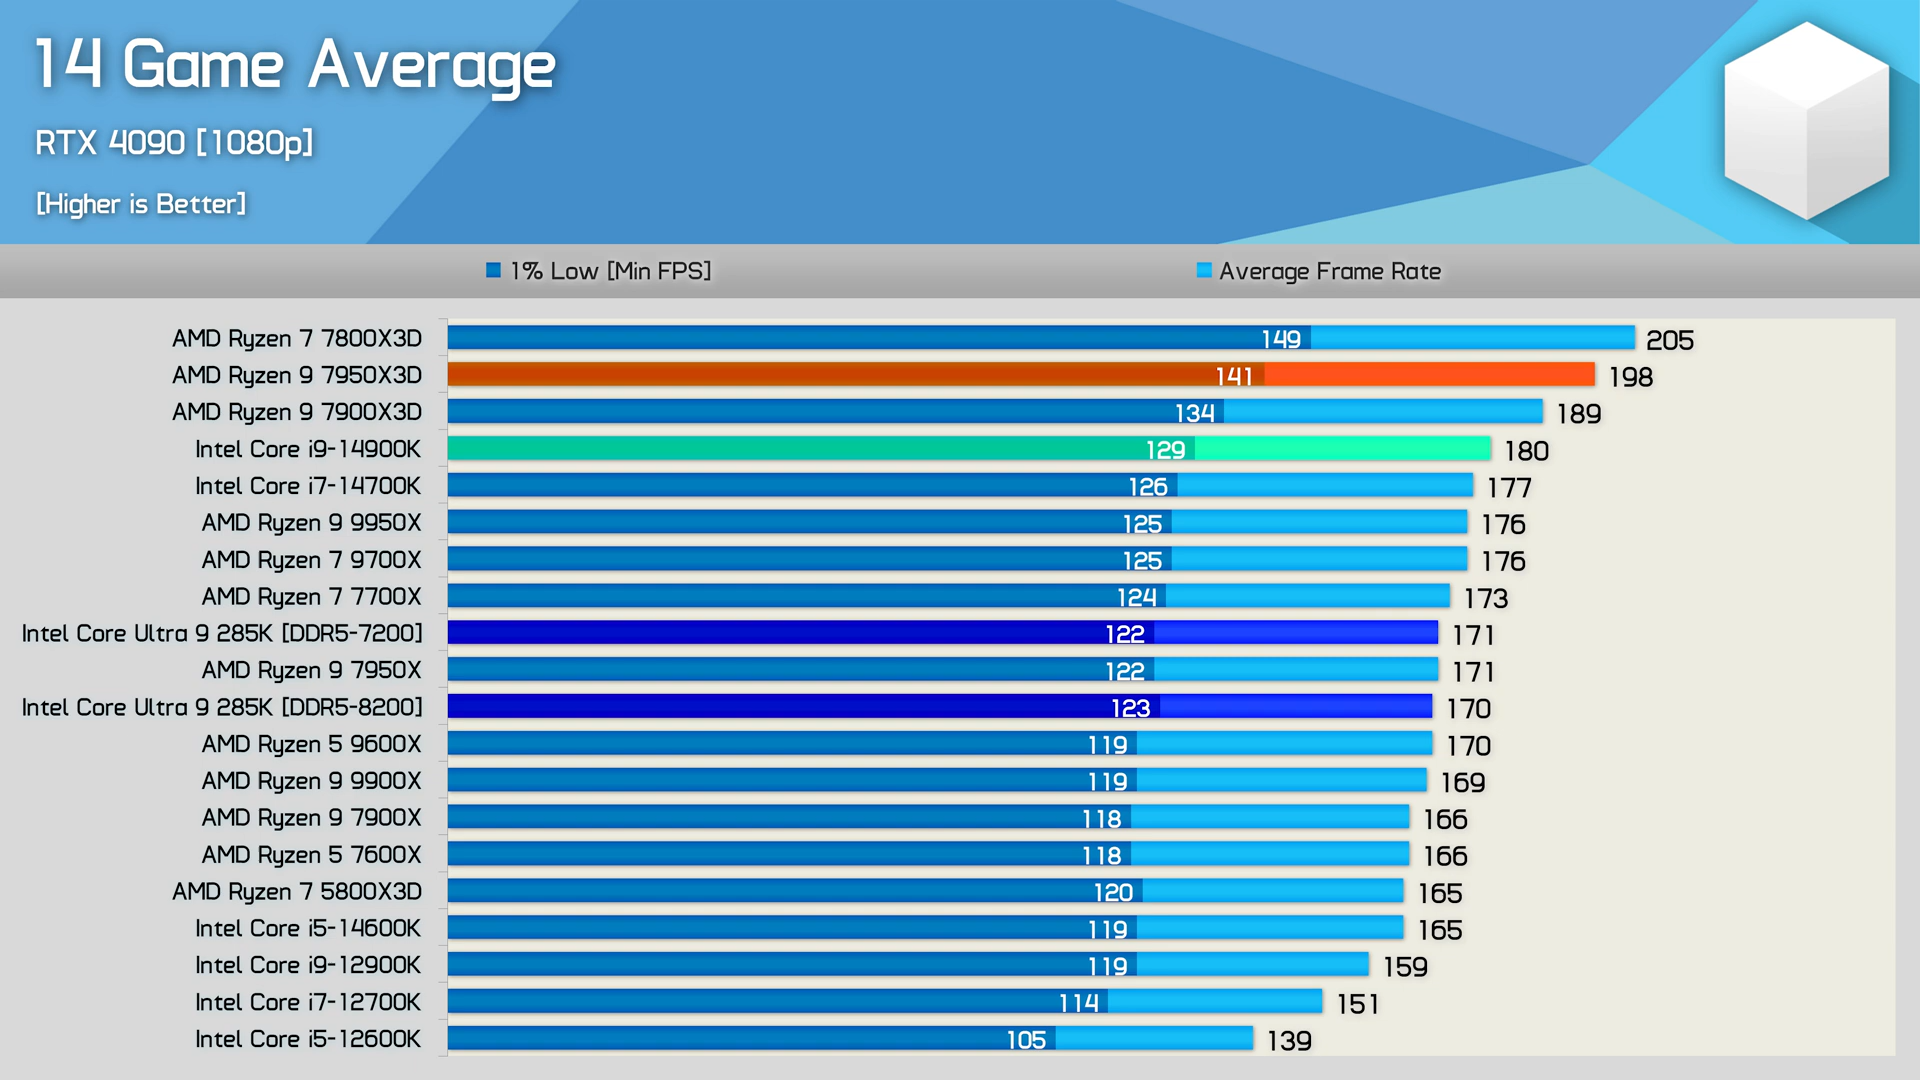 14 Game Average
RTX 4090 [1080p]
[Higher is Better]
1% Low [Min FPS] Average Frame Rate
AMD Ryzen 7 7800X3D 149 205
AMD Ryzen 9 7950X3D 141 198
AMD Ryzen 9 7900X3D 134 189
Intel Core i9-14900K 129 180
Intel Core i7-14700K 126 177
AMD Ryzen 9 9950X 125 176
AMD Ryzen 7 9700X 125 176
AMD Ryzen 7 7700X 124 173
Intel Core Ultra 9 285K [DDR5-7200] 122 171
AMD Ryzen 9 7950X 122 171
Intel Core Ultra 9 285K [DDR5-8200] 123 170
AMD Ryzen 5 9600X 119 170
AMD Ryzen 9 9900X 119 169
AMD Ryzen 9 7900X 118 166
AMD Ryzen 5 7600X 118 166
AMD Ryzen 7 5800X3D 120 165
Intel Core i5-14600K 119 165
Intel Core i9-12900K 119 159
Intel Core i7-12700K 114 151
Intel Core i5-12600K 105 139